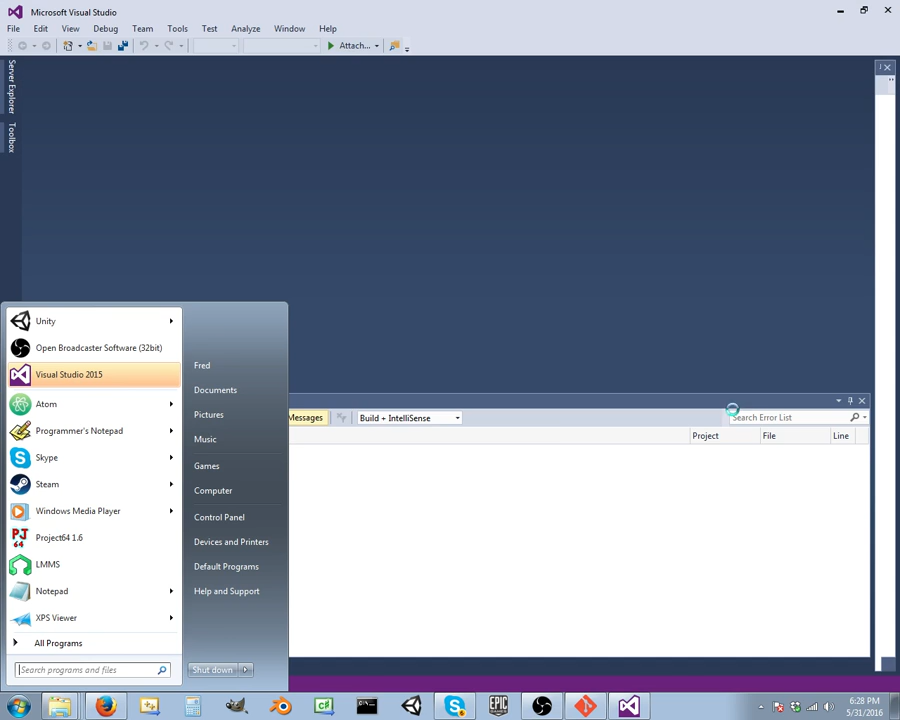 Microsoft Visual Studio
File Edit View Debug Team Tools Test Analyze Window Help
Attach...
Server Explorer
Toolbox
Unity
Open Broadcaster Software (32bit)
Visual Studio 2015
Atom
Programmer's Notepad
Skype
Steam
Windows Media Player
Project64 1.6
LMMS
Notepad
XPS Viewer
All Programs
Search programs and files
Fred
Documents
Pictures
Music
Games
Computer
Control Panel
Devices and Printers
Default Programs
Help and Support
Shut down
Messages
Build + IntelliSense
Search Error List
Project File Line
PJ
64
C#
EPIC
GAMES
6:28 PM
5/31/2016